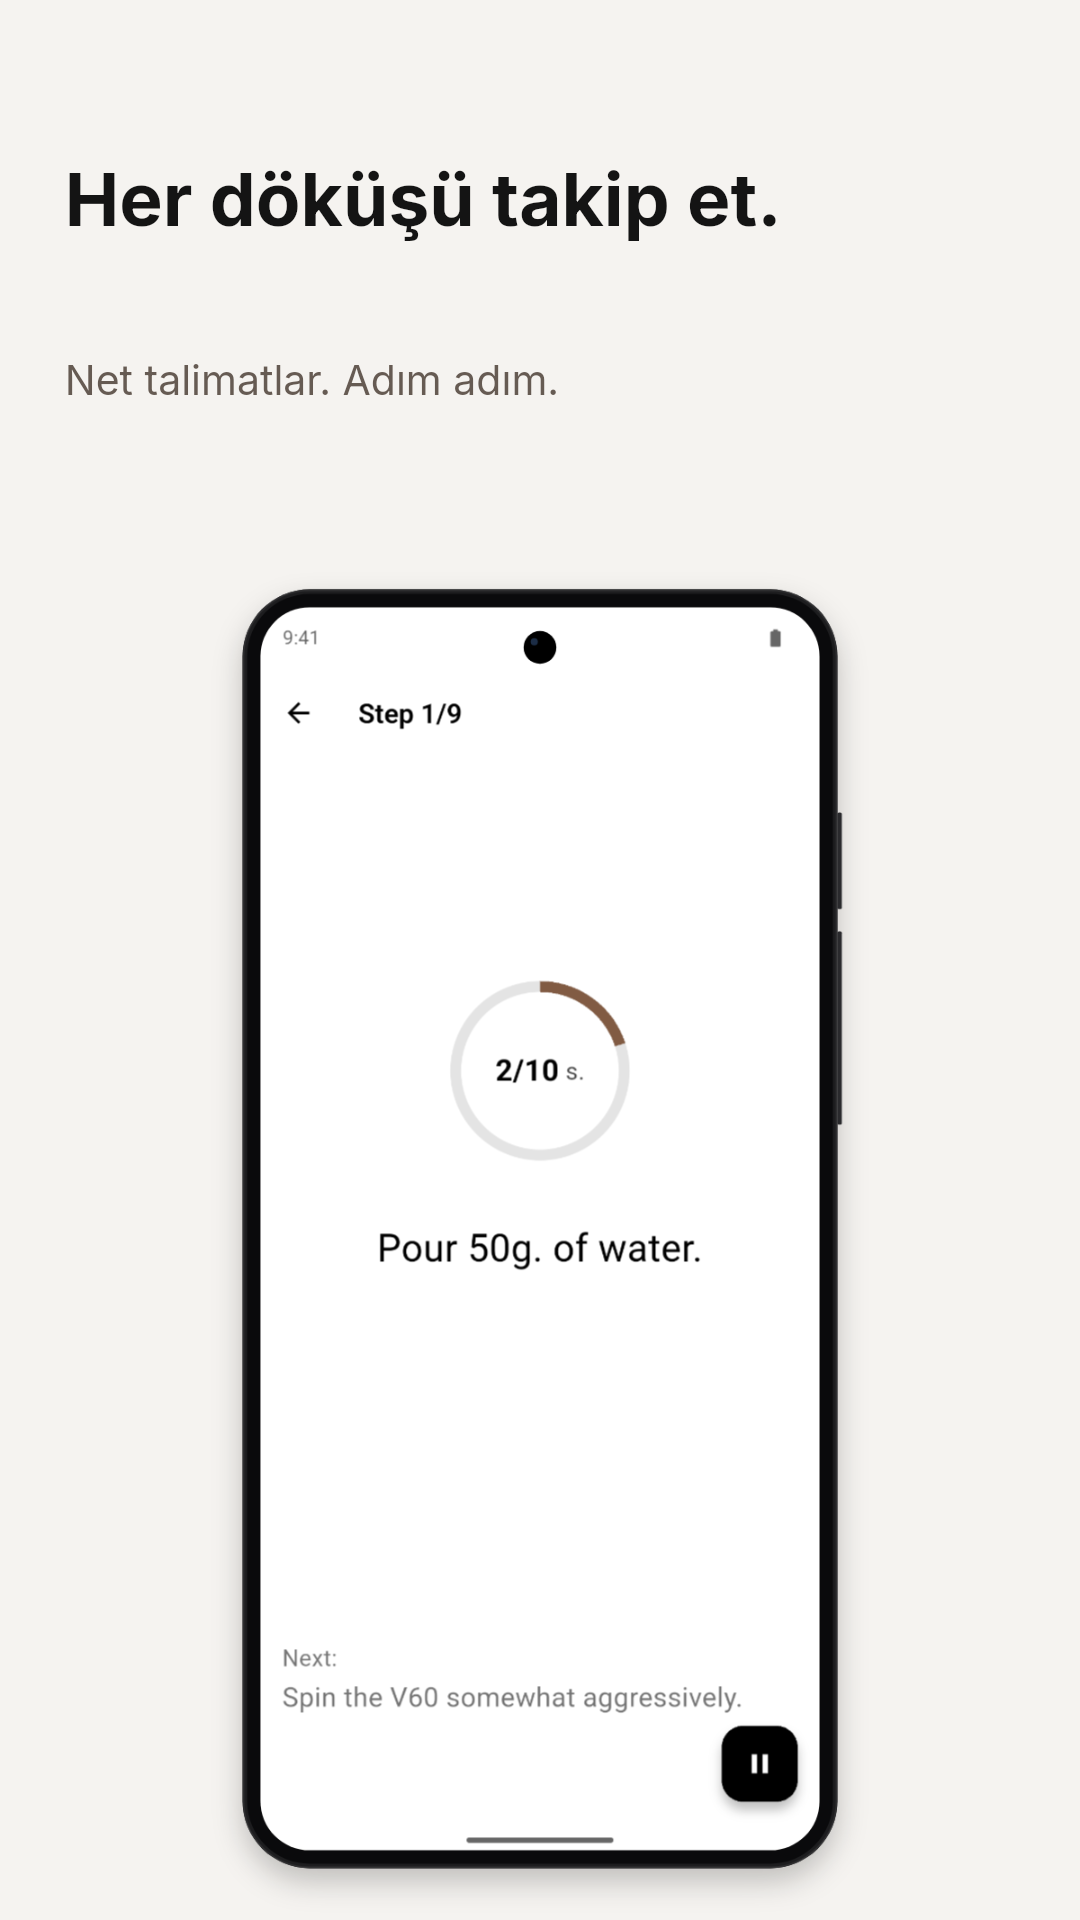 Her döküşü takip et.
Net talimatlar. Adım adım.
9:41
Step 1/9
2/10 s.
Pour 50g. of water.
Next:
Spin the V60 somewhat aggressively.